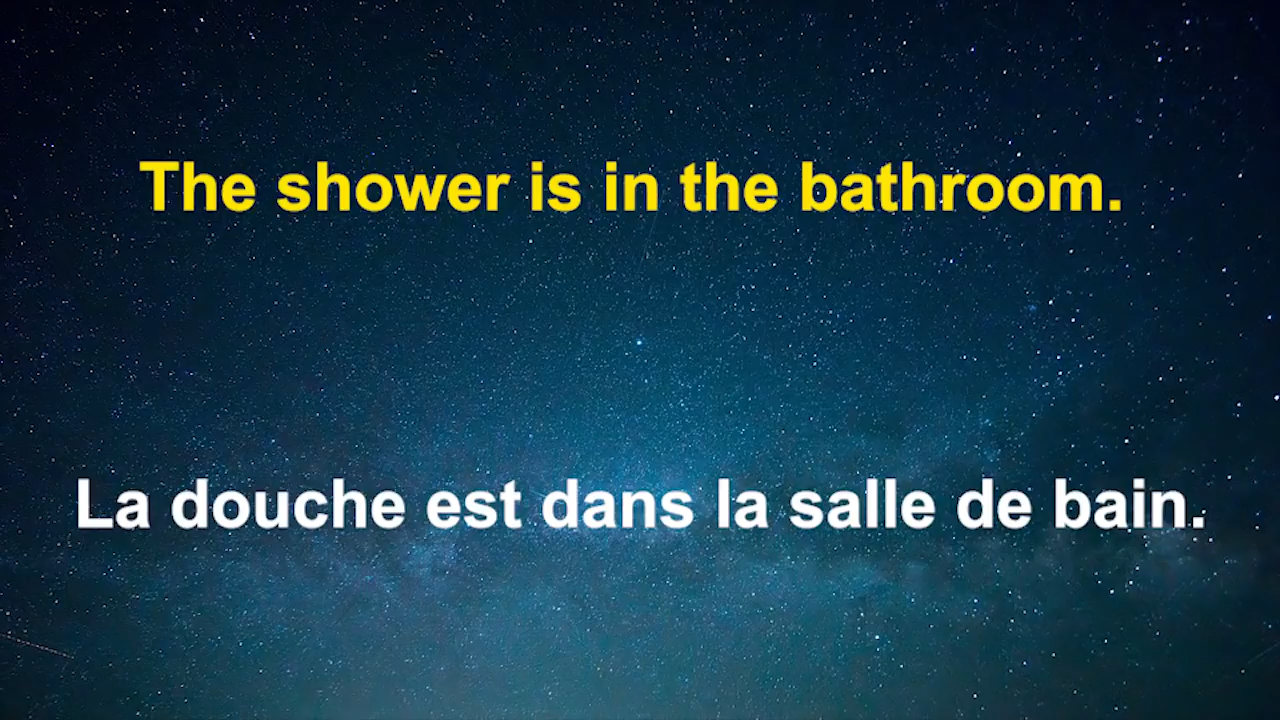 The shower is in the bathroom.
La douche est dans la salle de bain.